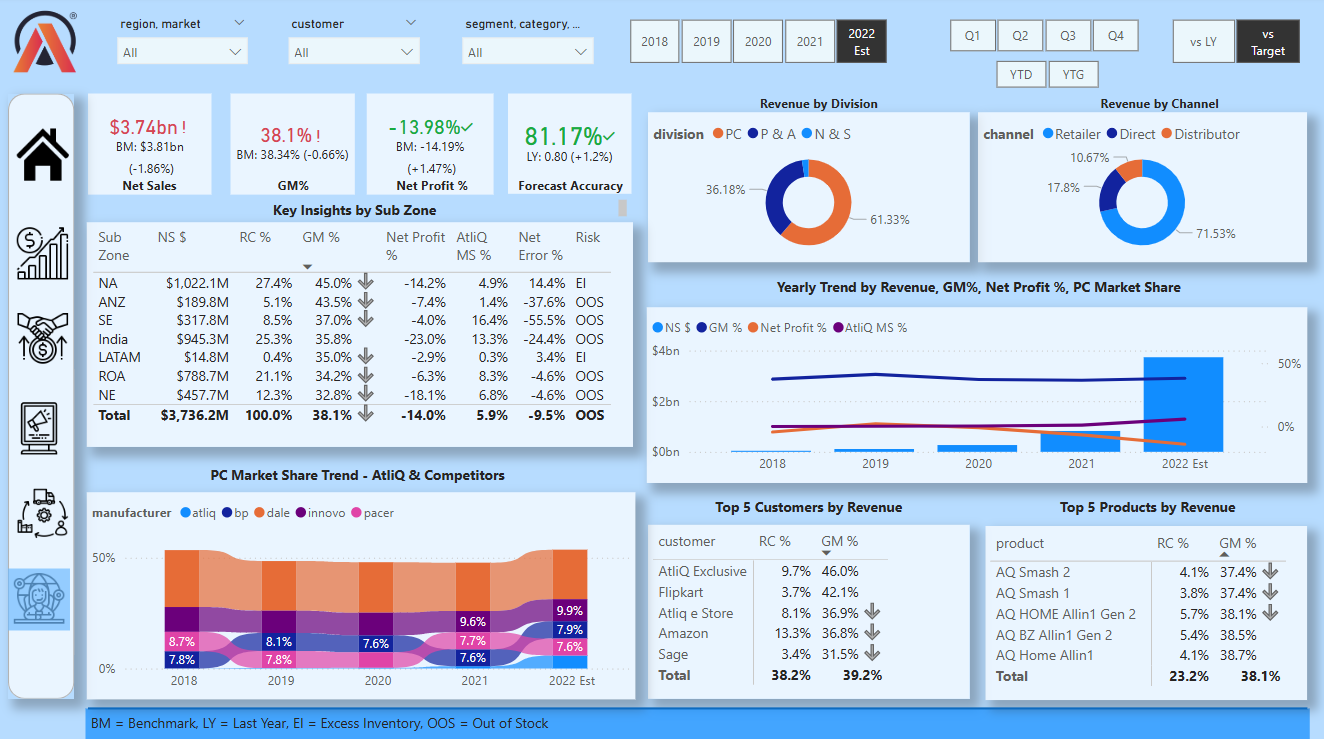 region, market
All
customer
All
segment, category, ...
All
2018
2019
2020
2021
2022
Est
Q1
Q2
Q3
Q4
YTD
YTG
vs LY
vs
Target
$3.74bn !
BM: $3.81bn
(-1.86%)
Net Sales
38.1% !
BM: 38.34% (-0.66%)
GM%
-13.98%✓
BM: -14.19%
(+1.47%)
Net Profit %
81.17%✓
LY: 0.80 (+1.2%)
Forecast Accuracy
Key Insights by Sub Zone
Sub Zone NS $ RC % GM % Net Profit % AtliQ MS % Net Error % Risk
NA $1,022.1M 27.4% 45.0% -14.2% 4.9% 14.4% EI
ANZ $189.8M 5.1% 43.5% -7.4% 1.4% -37.6% OOS
SE $317.8M 8.5% 37.0% -4.0% 16.4% -55.5% OOS
India $945.3M 25.3% 35.8% -23.0% 13.3% -24.4% OOS
LATAM $14.8M 0.4% 35.0% -2.9% 0.3% 3.4% EI
ROA $788.7M 21.1% 34.2% -6.3% 8.3% -4.6% OOS
NE $457.7M 12.3% 32.8% -18.1% 6.8% -4.6% OOS
Total $3,736.2M 100.0% 38.1% -14.0% 5.9% -9.5% OOS
Revenue by Division
division PC P & A N & S
36.18%
61.33%
Revenue by Channel
channel Retailer Direct Distributor
10.67%
17.8%
71.53%
Yearly Trend by Revenue, GM%, Net Profit %, PC Market Share
NS $ GM % Net Profit % AtliQ MS %
$4bn
$2bn
$0bn
50%
0%
2018 2019 2020 2021 2022 Est
PC Market Share Trend - AtliQ & Competitors
manufacturer atliq bp dale innovo pacer
50%
0%
8.7%
7.8%
8.1%
7.8%
7.6%
9.6%
7.7%
7.6%
9.9%
7.9%
7.6%
2018 2019 2020 2021 2022 Est
Top 5 Customers by Revenue
customer RC % GM %
AtliQ Exclusive 9.7% 46.0%
Flipkart 3.7% 42.1%
Atliq e Store 8.1% 36.9%
Amazon 13.3% 36.8%
Sage 3.4% 31.5%
Total 38.2% 39.2%
Top 5 Products by Revenue
product RC % GM %
AQ Smash 2 4.1% 37.4%
AQ Smash 1 3.8% 37.4%
AQ HOME Allin1 Gen 2 5.7% 38.1%
AQ BZ Allin1 Gen 2 5.4% 38.5%
AQ Home Allin1 4.1% 38.7%
Total 23.2% 38.1%
BM = Benchmark, LY = Last Year, EI = Excess Inventory, OOS = Out of Stock